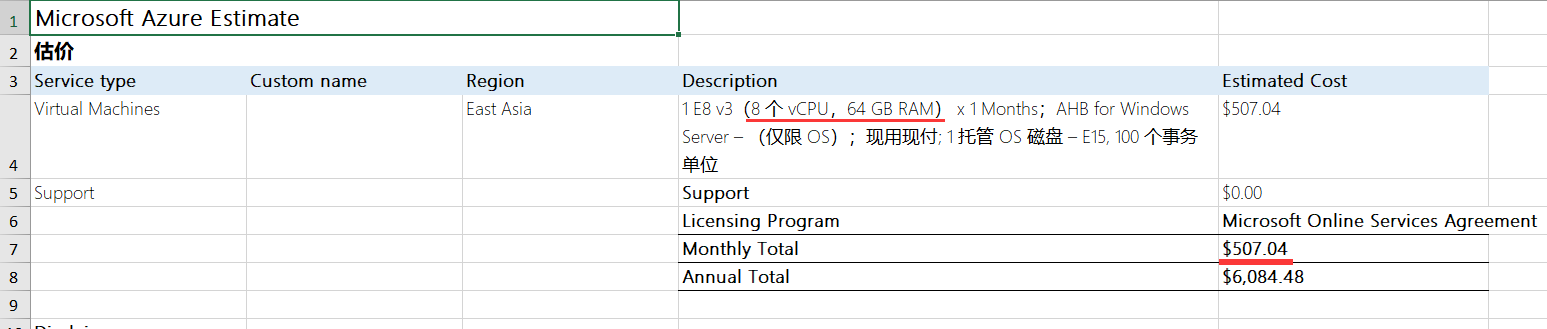 Microsoft Azure Estimate
估价
Service type Custom name Region Description Estimated Cost
Virtual Machines East Asia 1 E8 v3（8 个 vCPU，64 GB RAM） x 1 Months；AHB for Windows $507.04
Server – （仅限 OS）；现用现付; 1 托管 OS 磁盘 – E15, 100 个事务
单位
Support Support $0.00
Licensing Program Microsoft Online Services Agreement
Monthly Total $507.04
Annual Total $6,084.48
1
2
3
4
5
6
7
8
9